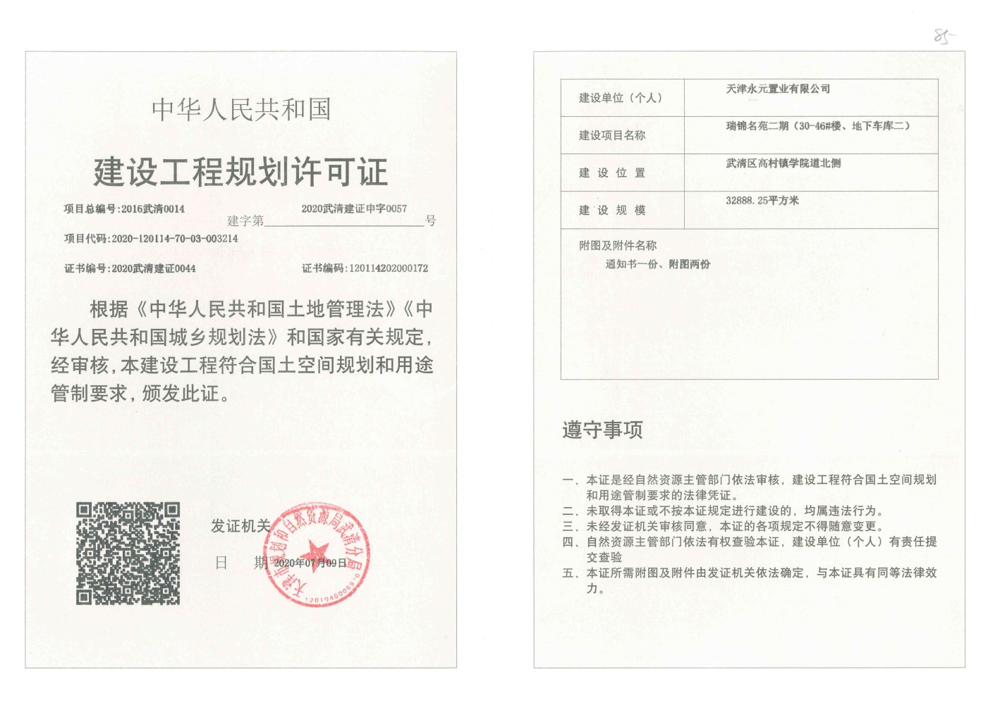 85
中华人民共和国
建设工程规划许可证
项目总编号:2016武清0014
2020武清建证申字0057
建字第 号
项目代码:2020-120114-70-03-003214
证书编号:2020武清建证0044
证书编码:120114202000172
根据《中华人民共和国土地管理法》《中
华人民共和国城乡规划法》和国家有关规定,
经审核,本建设工程符合国土空间规划和用途
管制要求,颁发此证。
发证机关
日 期 2020年07月09日
天津市规划和自然资源局武清分局
建设单位（个人） 天津永元置业有限公司
建设项目名称 瑞锦名苑二期（30-46#楼、地下车库二）
建设位置 武清区高村镇学院道北侧
建设规模 32888.25平方米
附图及附件名称
通知书一份、附图两份
遵守事项
一、本证是经自然资源主管部门依法审核，建设工程符合国土空间规划
和用途管制要求的法律凭证。
二、未取得本证或不按本证规定进行建设的，均属违法行为。
三、未经发证机关审核同意，本证的各项规定不得随意变更。
四、自然资源主管部门依法有权查验本证，建设单位（个人）有责任提
交查验
五、本证所需附图及附件由发证机关依法确定，与本证具有同等法律效
力。